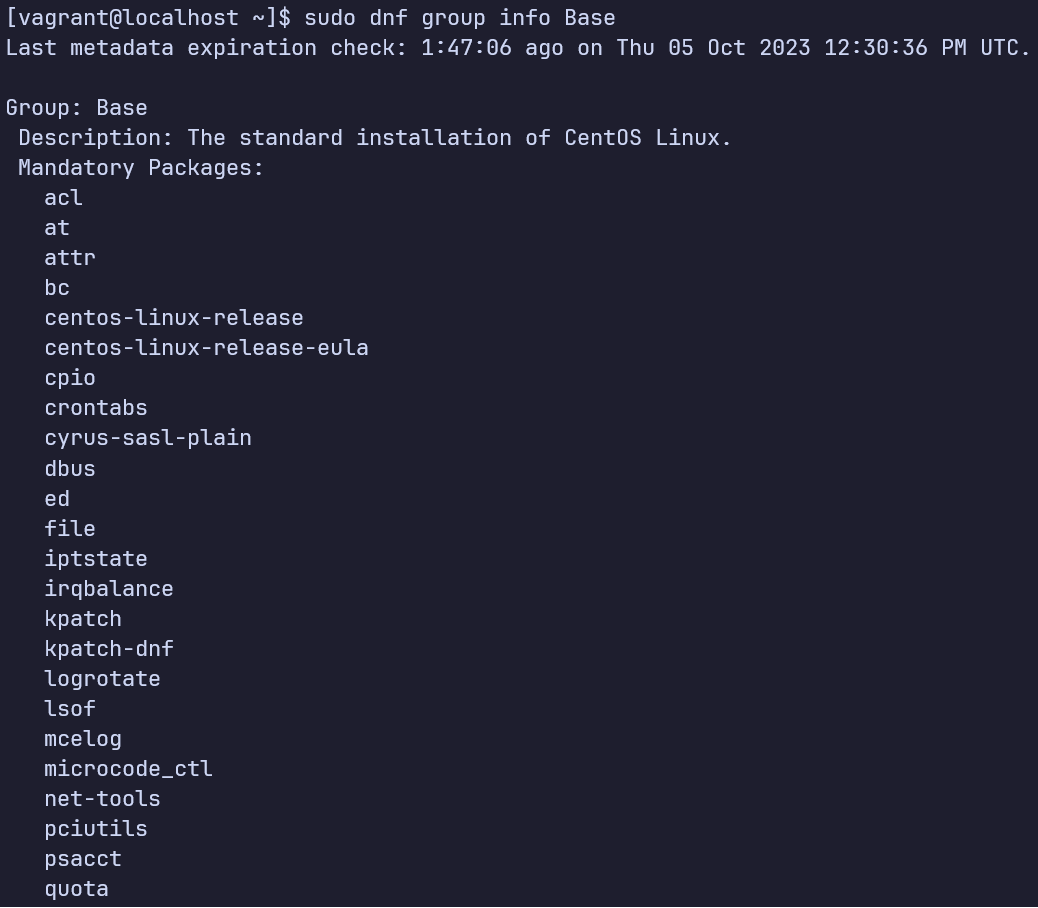 [vagrant@localhost ~]$ sudo dnf group info Base
Last metadata expiration check: 1:47:06 ago on Thu 05 Oct 2023 12:30:36 PM UTC.

Group: Base
 Description: The standard installation of CentOS Linux.
 Mandatory Packages:
   acl
   at
   attr
   bc
   centos-linux-release
   centos-linux-release-eula
   cpio
   crontabs
   cyrus-sasl-plain
   dbus
   ed
   file
   iptstate
   irqbalance
   kpatch
   kpatch-dnf
   logrotate
   lsof
   mcelog
   microcode_ctl
   net-tools
   pciutils
   psacct
   quota